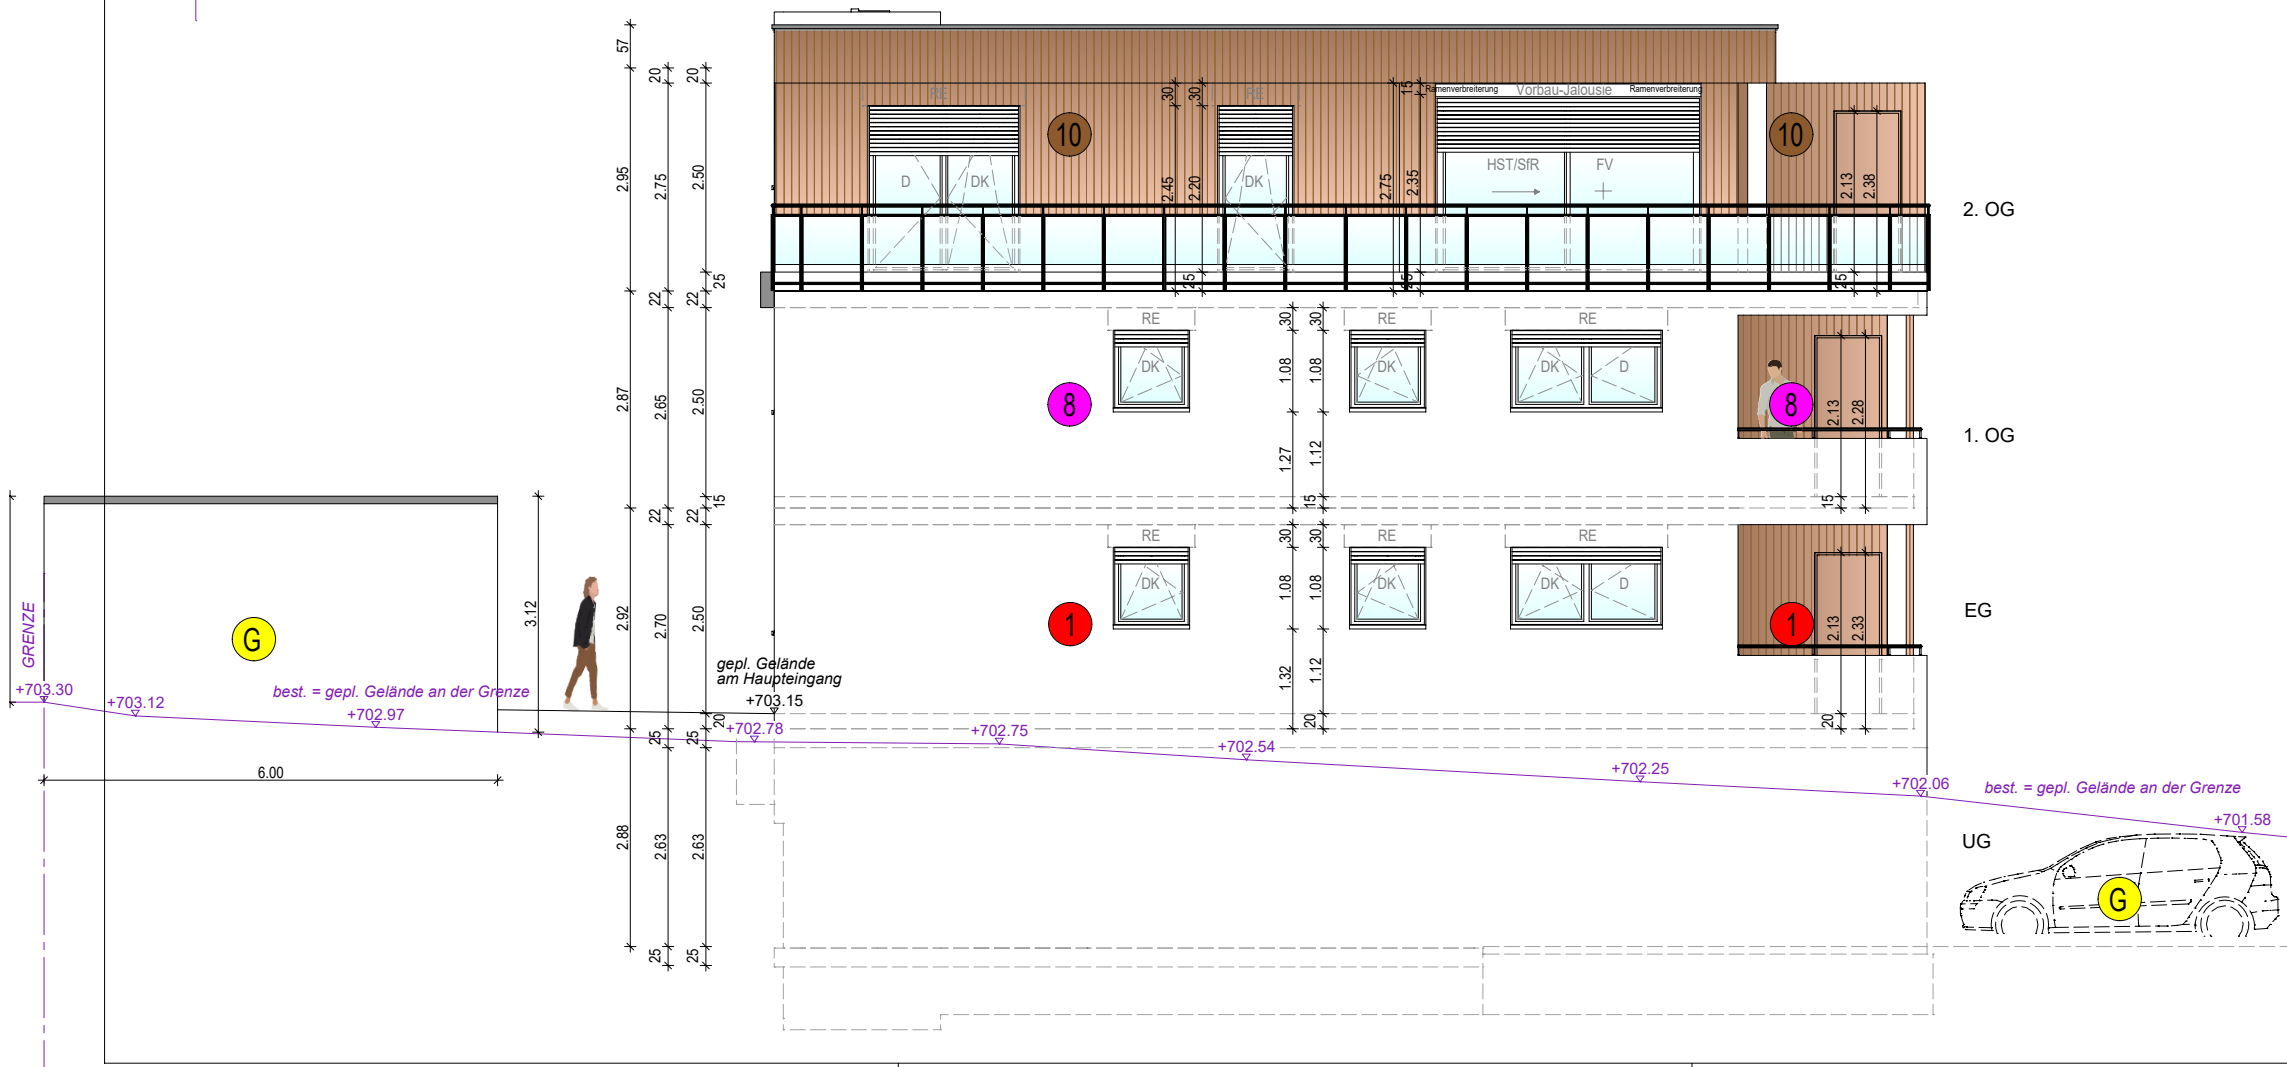 57
20
20
2.95
2.75
2.50
25
22
22
2.87
2.65
2.50
15
22
22
2.92
2.70
2.50
20
25
25
2.88
2.63
2.63
25
25
RE
RE
30
30
15
Ramenverbreiterung
Vorbau-Jalousie
Ramenverbreiterung
10
10
D
DK
DK
HST/SfR
FV
2.45
2.20
2.75
2.35
2.13
2.38
25
25
25
2. OG
RE
RE
RE
30
30
DK
DK
DK
D
1.08
1.08
8
8
2.13
2.28
1.27
1.12
15
15
1. OG
RE
RE
RE
30
30
DK
DK
DK
D
1.08
1.08
1
1
2.13
2.33
1.32
1.12
20
20
EG
GRENZE
G
3.12
+703.30
+703.12
best. = gepl. Gelände an der Grenze
+702.97
gepl. Gelände
am Haupteingang
+703.15
+702.78
+702.75
+702.54
+702.25
+702.06
best. = gepl. Gelände an der Grenze
+701.58
6.00
UG
G